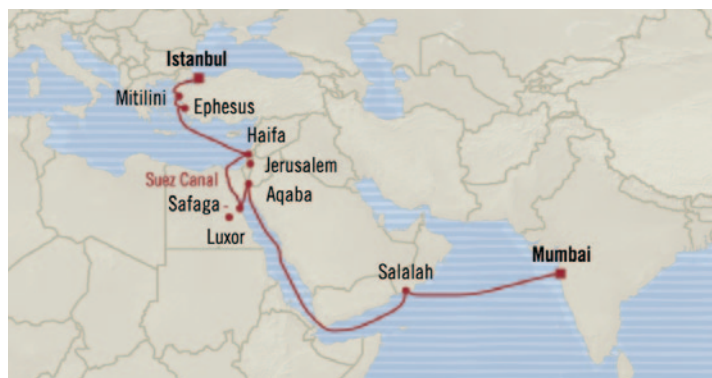 Istanbul
Mitilini
Ephesus
Haifa
Jerusalem
Suez Canal
Aqaba
Safaga
Luxor
Salalah
Mumbai